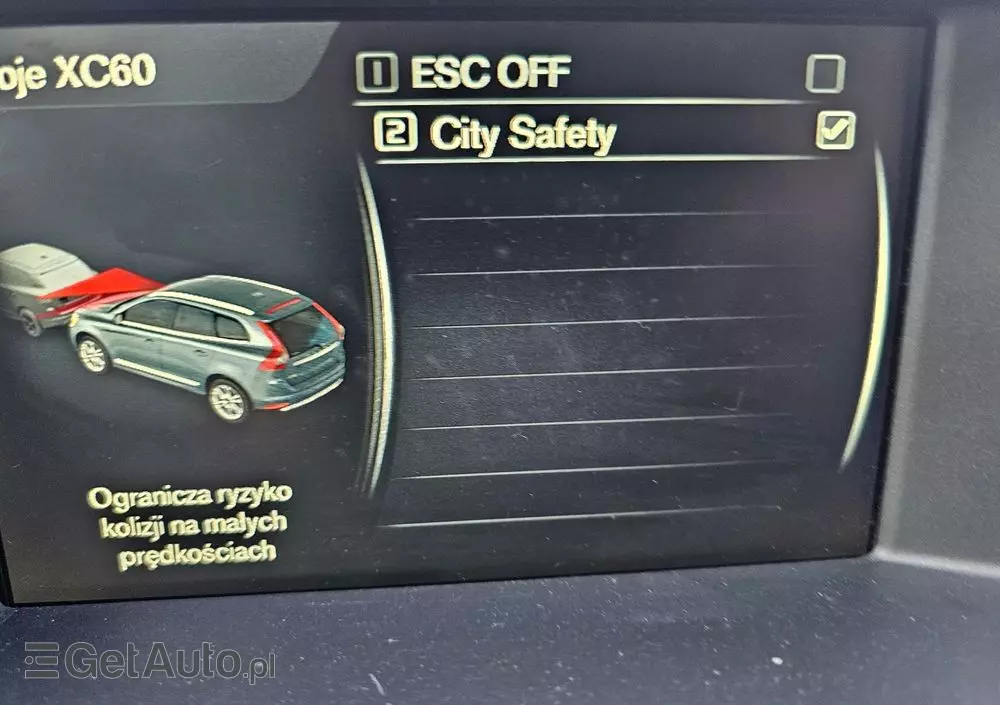 oje XC60
1 ESC OFF
2 City Safety
Ogranicza ryzyko
kolizji na małych
prędkościach
GetAuto.pl